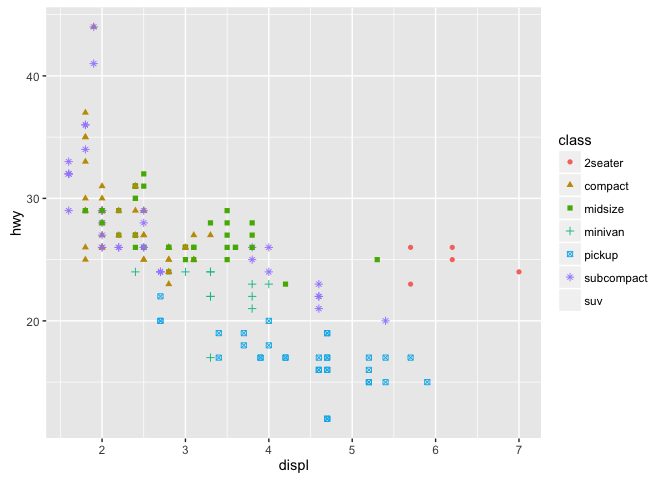 40
30
20
hwy
2
3
4
5
6
7
displ
class
2seater
compact
midsize
minivan
pickup
subcompact
suv